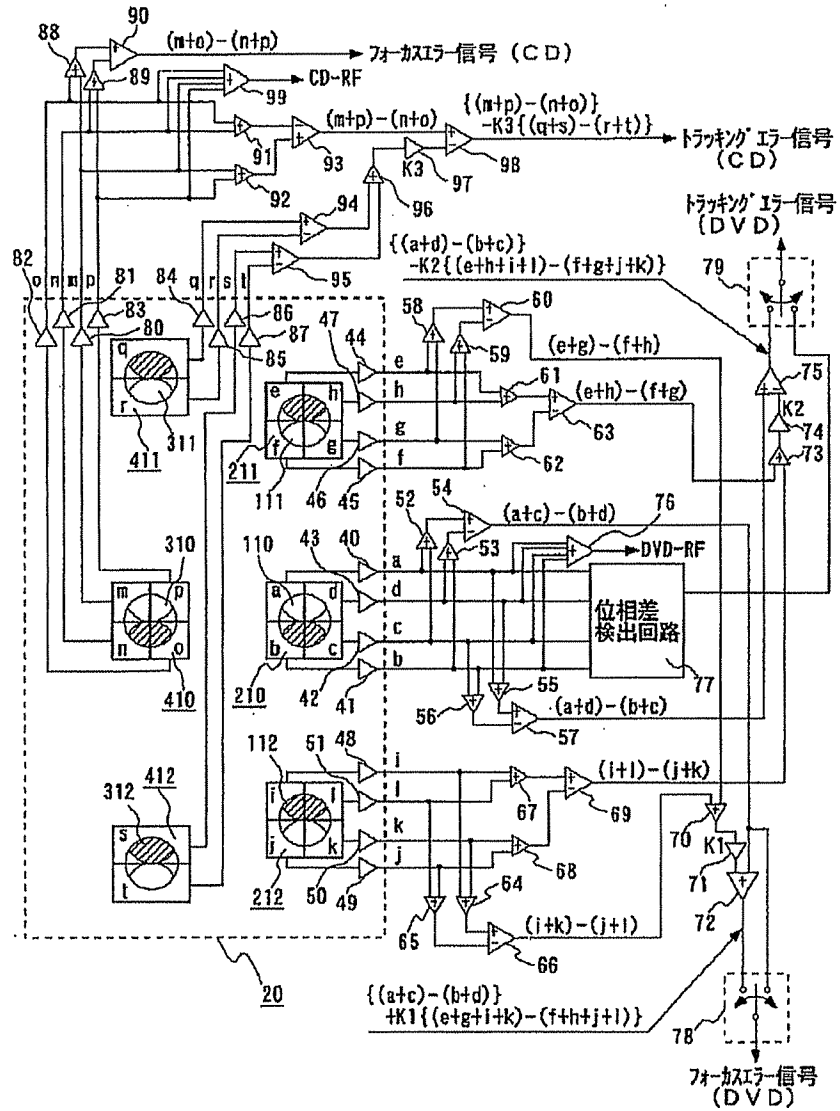 90
88
(m+o)-(n+p)
フォーカスエラー信号(CD)
89
CD-RF
99
{(m+p)-(n+o)}
-K3{(q+s)-(r+t)}
(m+p)-(n+o)
91
93
98
トラッキングエラー信号
(CD)
92
K3
97
94
96
トラッキングエラー信号
(DVD)
{(a+d)-(b+c)}
-K2{(e+h+i+l)-(f+g+j+k)}
95
79
o n m p
q r s t
82
81
84
83
86
47
80
85
87
44
58
60
59
(e+g)-(f+h)
75
q
r
311
411
e
h
f
g
211
111
e
h
g
f
61
(e+h)-(f+g)
63
62
K2
74
73
46
45
54
(a+c)-(b+d)
76
52
53
DVD-RF
43
40
110
310
m
p
n
o
410
a
d
b
c
210
a
d
c
b
42
41
位相差
検出回路
77
55
56
(a+d)-(b+c)
57
48
51
112
i
l
j
k
212
i
l
k
j
50
49
(i+l)-(j+k)
67
69
68
70
K1
71
72
412
312
s
t
64
65
(i+k)-(j+l)
66
20
{(a+c)-(b+d)}
+K1{(e+g+i+k)-(f+h+j+l)}
78
フォーカスエラー信号
(DVD)